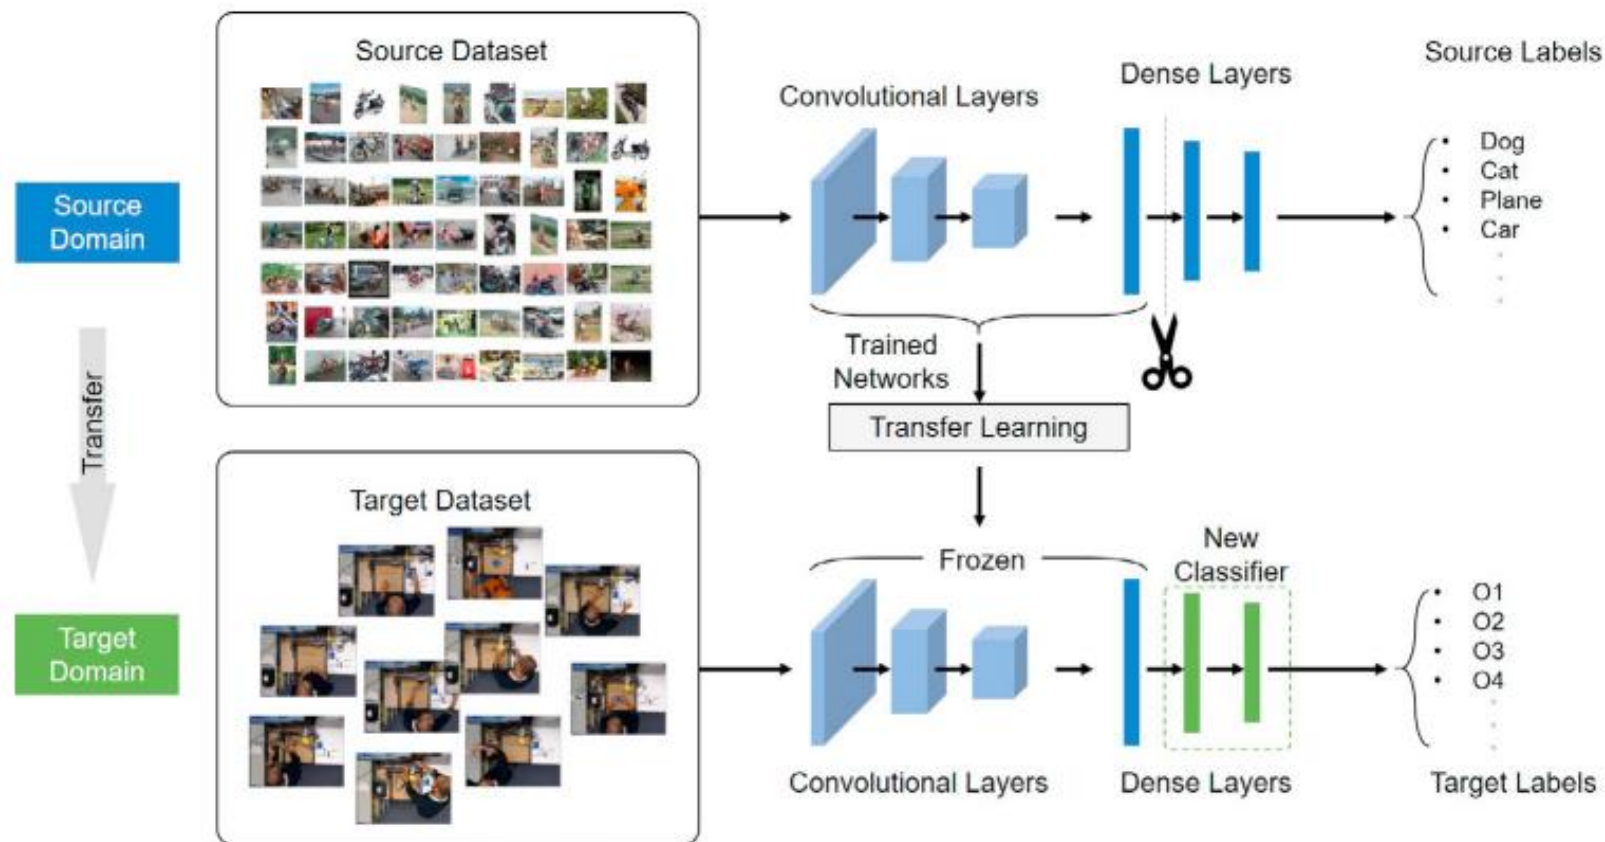 Source Dataset
Convolutional Layers
Dense Layers
Source Labels
Source
Domain
• Dog
• Cat
• Plane
• Car
Trained
Networks
Transfer Learning
Transfer
Target Dataset
Frozen
New
Classifier
Target
Domain
• O1
• O2
• O3
• O4
Convolutional Layers
Dense Layers
Target Labels